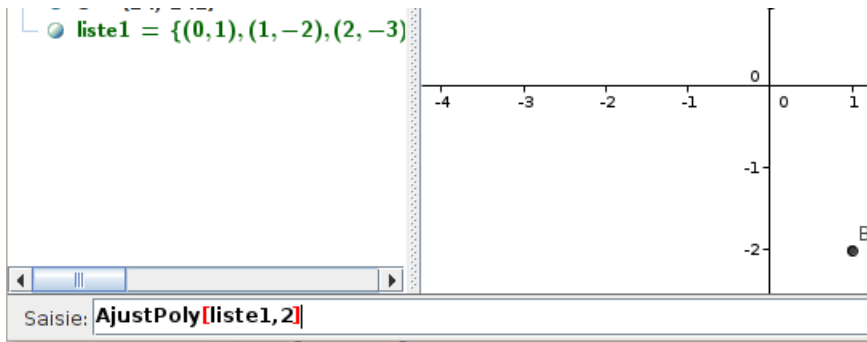 liste1 = {(0,1),(1,−2),(2,−3)
0
-4 -3 -2 -1 0 1
-1
-2
B
Saisie: AjustPoly[liste1,2]